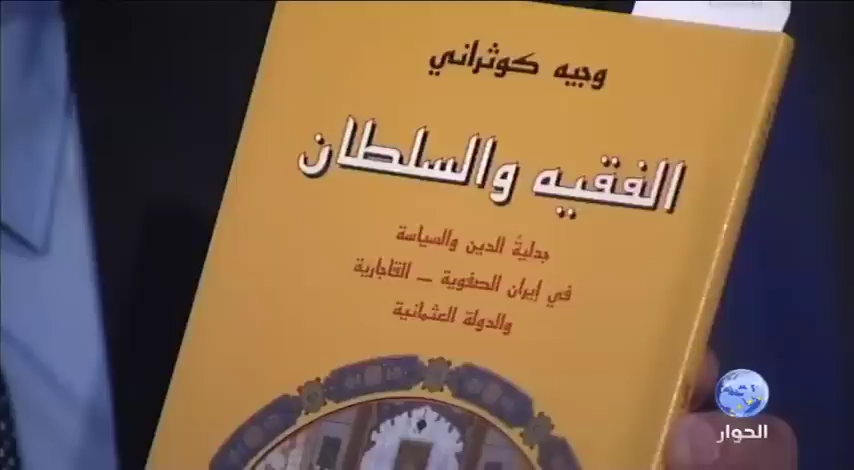 وجيه كوثراني
الفقيه والسلطان
جدليةُ الدين والسياسة
في إيران الصفوية – القاجارية
والدولة العثمانية
الحوار